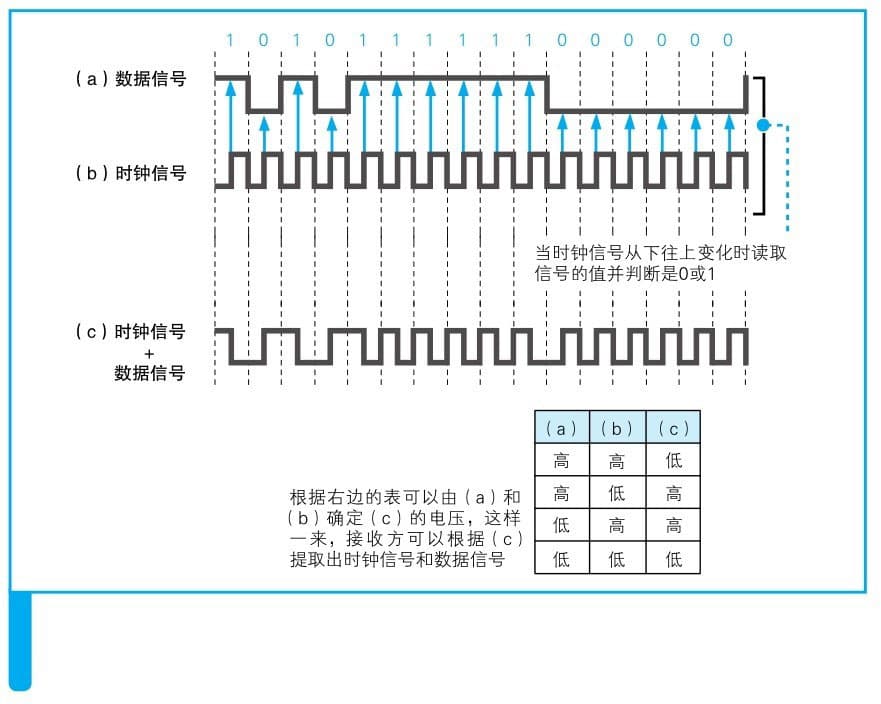 1 0 1 0 1 1 1 1 1 1 0 0 0 0 0 0
（a）数据信号
（b）时钟信号
当时钟信号从下往上变化时读取
信号的值并判断是0或1
（c）时钟信号
+
数据信号
（a） （b） （c）
高 高 低
高 低 高
低 高 高
低 低 低
根据右边的表可以由（a）和
（b）确定（c）的电压，这样
一来，接收方可以根据（c）
提取出时钟信号和数据信号